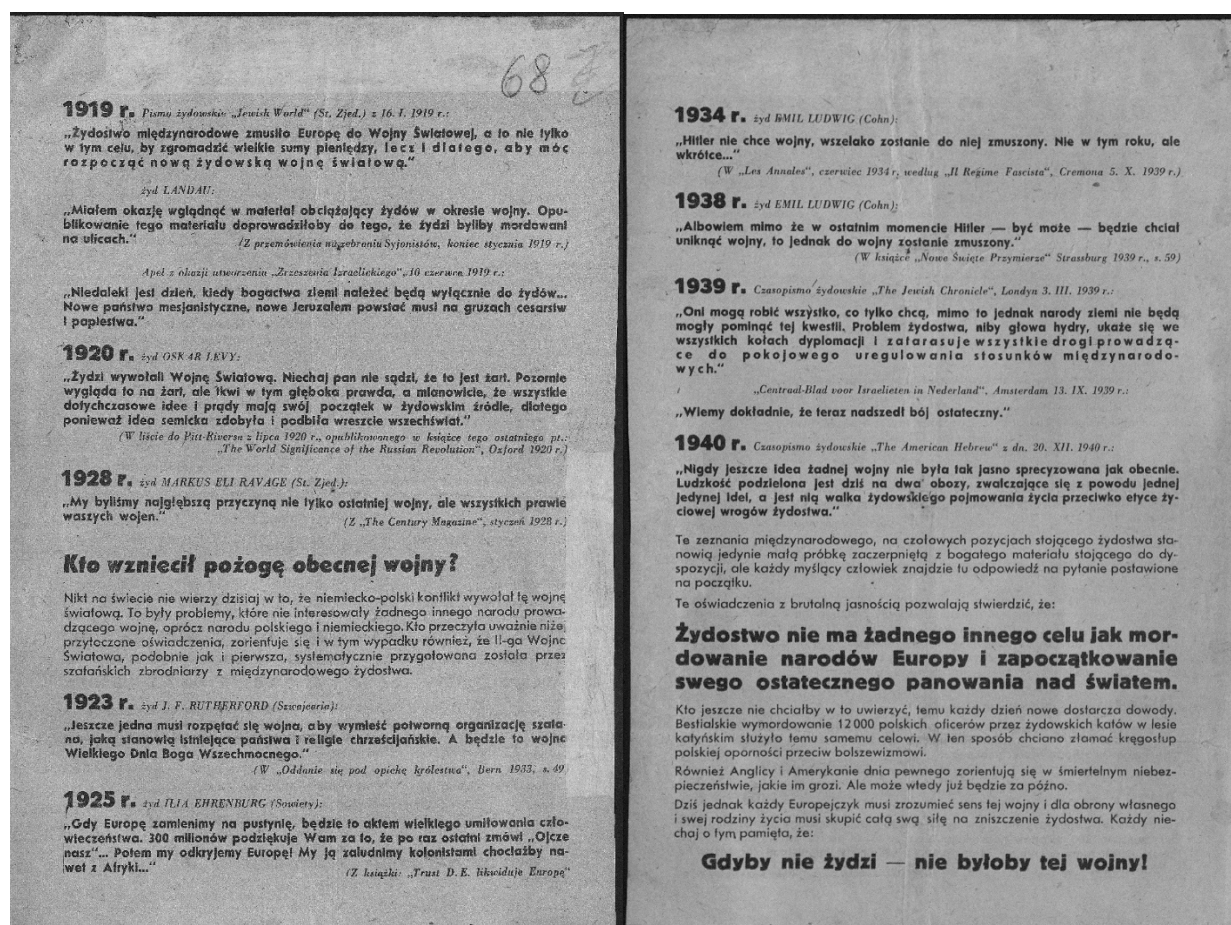 68
1919 r. Pismo żydowskie „Jewish World" (St. Zjed.) z 16. I. 1919 r.:
„Żydostwo międzynarodowe zmusiło Europę do Wojny Światowej, a to nie tylko
w tym celu, by zgromadzić wielkie sumy pieniędzy, lecz i dlatego, aby móc
rozpocząć nową żydowską wojnę światową."
żyd LANDAU:
„Miałem okazję wglądnąć w materiał obciążający żydów w okresie wojny. Opu-
blikowanie tego materiału doprowadziłoby do tego, że żydzi byliby mordowani
na ulicach."
(Z przemówienia na zebraniu Syjonistów, koniec stycznia 1919 r.)
Apel z okazji utworzenia „Zrzeszenia Izraelickiego" 10 czerwca 1919 r.:
„Niedaleki jest dzień, kiedy bogactwa ziemi należeć będą wyłącznie do żydów...
Nowe państwo mesjanistyczne, nowe Jeruzalem powstać musi na gruzach cesarstw
i papiestwa."
1920 r. żyd OSKAR LEVY:
„Żydzi wywołali Wojnę Światową. Niechaj pan nie sądzi, że to jest żart. Pozornie
wygląda to na żart, ale tkwi w tym głęboka prawda, a mianowicie, że wszystkie
dotychczasowe idee i prądy mają swój początek w żydowskim źródle, dlatego
ponieważ idea semicka zdobyła i podbiła wreszcie wszechświat."
(W liście do Pitt-Riversa z lipca 1920 r., opublikowanego w książce tego ostatniego pt.:
„The World Significance of the Russian Revolution", Oxford 1920 r.)
1928 r. żyd MARKUS ELI RAVAGE (St. Zjed.):
„My byliśmy najgłębszą przyczyną nie tylko ostatniej wojny, ale wszystkich prawie
waszych wojen."
(Z „The Century Magazine", styczeń 1928 r.)
Kto wzniecił pożogę obecnej wojny?
Nikt na świecie nie wierzy dzisiaj w to, że niemiecko-polski konflikt wywołał tę wojnę
światową. To były problemy, które nie interesowały żadnego innego narodu prowa-
dzącego wojnę, oprócz narodu polskiego i niemieckiego. Kto przeczyta uważnie niżej
przytoczone oświadczenia, zorientuje się i w tym wypadku również, że II-ga Wojna
Światowa, podobnie jak i pierwsza, systematycznie przygotowana została przez
szatańskich zbrodniarzy z międzynarodowego żydostwa.
1923 r. żyd J. F. RUTHERFORD (Szwajcaria):
„Jeszcze jedna musi rozpętać się wojna, aby wymieść potworną organizację szata-
na, jaką stanowią istniejące państwa i religie chrześcijańskie. A będzie to wojna
Wielkiego Dnia Boga Wszechmocnego."
(W „Oddanie się pod opiekę królestwa", Bern 1933, s. 49
1925 r. żyd ILIA EHRENBURG (Sowiety):
„Gdy Europę zamienimy na pustynię, będzie to aktem wielkiego umiłowania czło-
wieczeństwa. 300 milionów podziękuje Wam za to, że po raz ostatni zmówi „Ojcze
nasz"... Potem my odkryjemy Europę! My ją zaludnimy kolonistami chociażby na-
wet z Afryki..."
(Z książki: „Trust D. E. likwiduje Europę"
1934 r. żyd EMIL LUDWIG (Cohn):
„Hitler nie chce wojny, wszelako zostanie do niej zmuszony. Nie w tym roku, ale
wkrótce..."
(W „Les Annales", czerwiec 1934 r. według „Il Regime Fascista", Cremona 5. X. 1939 r.)
1938 r. żyd EMIL LUDWIG (Cohn):
„Albowiem mimo że w ostatnim momencie Hitler — być może — będzie chciał
uniknąć wojny, to jednak do wojny zostanie zmuszony."
(W książce „Nowe Święte Przymierze" Strassburg 1939 r., s. 59)
1939 r. Czasopismo żydowskie „The Jewish Chronicle", Londyn 3. III. 1939 r.:
„Oni mogą robić wszystko, co tylko chcą, mimo to jednak narody ziemi nie będą
mogły pominąć tej kwestii. Problem żydostwa, niby głowa hydry, ukaże się we
wszystkich kołach dyplomacji i zatarasuje wszystkie drogi prowadzą-
ce do pokojowego uregulowania stosunków międzynarodo-
wych."
„Centraal-Blad voor Israelieten in Nederland", Amsterdam 13. IX. 1939 r.:
„Wiemy dokładnie, że teraz nadszedł bój ostateczny."
1940 r. Czasopismo żydowskie „The American Hebrew" z dn. 20. XII. 1940 r.:
„Nigdy jeszcze idea żadnej wojny nie była tak jasno sprecyzowana jak obecnie.
Ludzkość podzielona jest dziś na dwa obozy, zwalczające się z powodu jednej
jedynej idei, a jest nią walka żydowskiego pojmowania życia przeciwko etyce ży-
ciowej wrogów żydostwa."
Te zeznania międzynarodowego, na czołowych pozycjach stojącego żydostwa sta-
nowią jedynie małą próbkę zaczerpniętą z bogatego materiału stojącego do dy-
spozycji, ale każdy myślący człowiek znajdzie tu odpowiedź na pytanie postawione
na początku.
Te oświadczenia z brutalną jasnością pozwalają stwierdzić, że:
Żydostwo nie ma żadnego innego celu jak mor-
dowanie narodów Europy i zapoczątkowanie
swego ostatecznego panowania nad światem.
Kto jeszcze nie chciałby w to uwierzyć, temu każdy dzień nowe dostarcza dowody.
Bestialskie wymordowanie 12 000 polskich oficerów przez żydowskich katów w lesie
katyńskim służyło temu samemu celowi. W ten sposób chciano złamać kręgosłup
polskiej oporności przeciw bolszewizmowi.
Również Anglicy i Amerykanie dnia pewnego zorientują się w śmiertelnym niebez-
pieczeństwie, jakie im grozi. Ale może wtedy już będzie za późno.
Dziś jednak każdy Europejczyk musi zrozumieć sens tej wojny i dla obrony własnego
i swej rodziny życia musi skupić całą swą siłę na zniszczenie żydostwa. Każdy nie-
chaj o tym pamięta, że:
Gdyby nie żydzi — nie byłoby tej wojny!